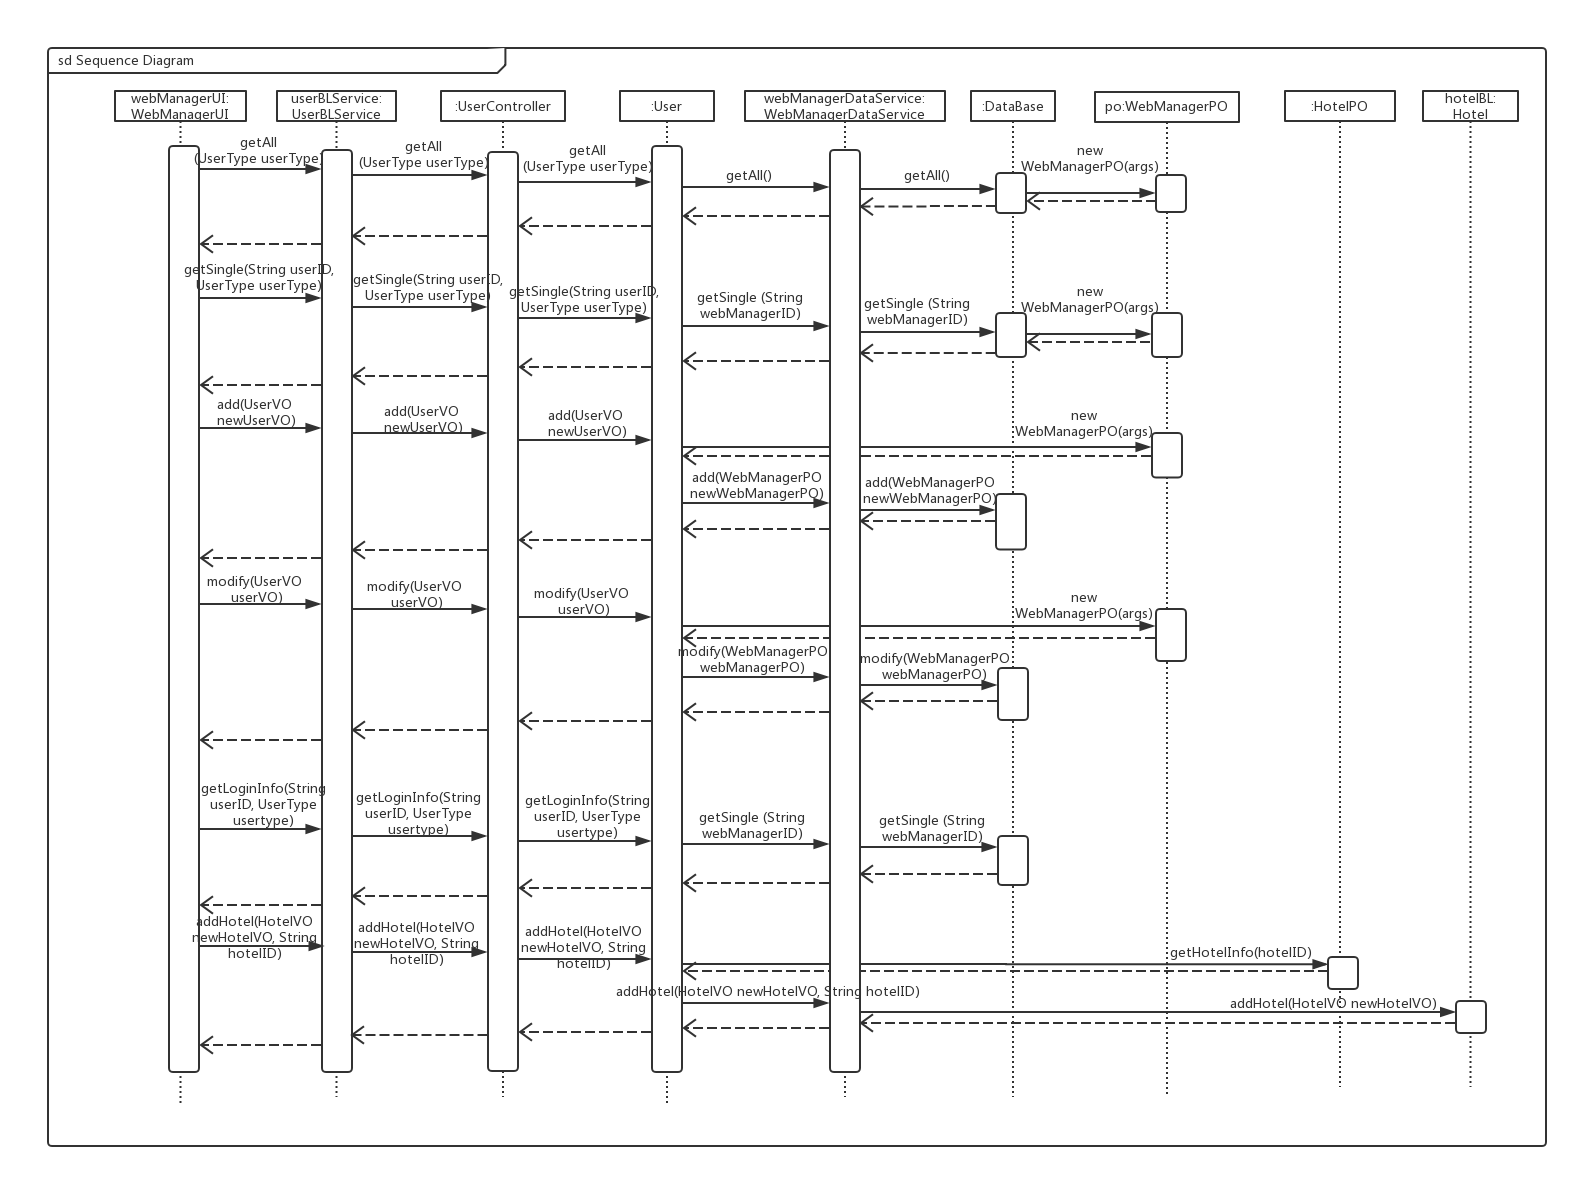 sd Sequence Diagram
webManagerUI:
WebManagerUI
userBLService:
UserBLService
:UserController
:User
webManagerDataService:
WebManagerDataService
:DataBase
po:WebManagerPO
:HotelPO
hotelBL:
Hotel
getAll
(UserType userType)
getAll
(UserType userType)
getAll
(UserType userType)
getAll()
getAll()
new
WebManagerPO(args)
getSingle(String userID,
UserType userType)
getSingle(String userID,
UserType userType)
getSingle(String userID,
UserType userType)
getSingle (String
webManagerID)
getSingle (String
webManagerID)
new
WebManagerPO(args)
add(UserVO
newUserVO)
add(UserVO
newUserVO)
add(UserVO
newUserVO)
new
WebManagerPO(args)
add(WebManagerPO
newWebManagerPO)
add(WebManagerPO
newWebManagerPO)
modify(UserVO
userVO)
modify(UserVO
userVO)
modify(UserVO
userVO)
new
WebManagerPO(args)
modify(WebManagerPO
webManagerPO)
modify(WebManagerPO
webManagerPO)
getLoginInfo(String
userID, UserType
usertype)
getLoginInfo(String
userID, UserType
usertype)
getLoginInfo(String
userID, UserType
usertype)
getSingle (String
webManagerID)
getSingle (String
webManagerID)
addHotel(HotelVO
newHotelVO, String
hotelID)
addHotel(HotelVO
newHotelVO, String
hotelID)
addHotel(HotelVO
newHotelVO, String
hotelID)
getHotelInfo(hotelID)
addHotel(HotelVO newHotelVO, String hotelID)
addHotel(HotelVO newHotelVO)